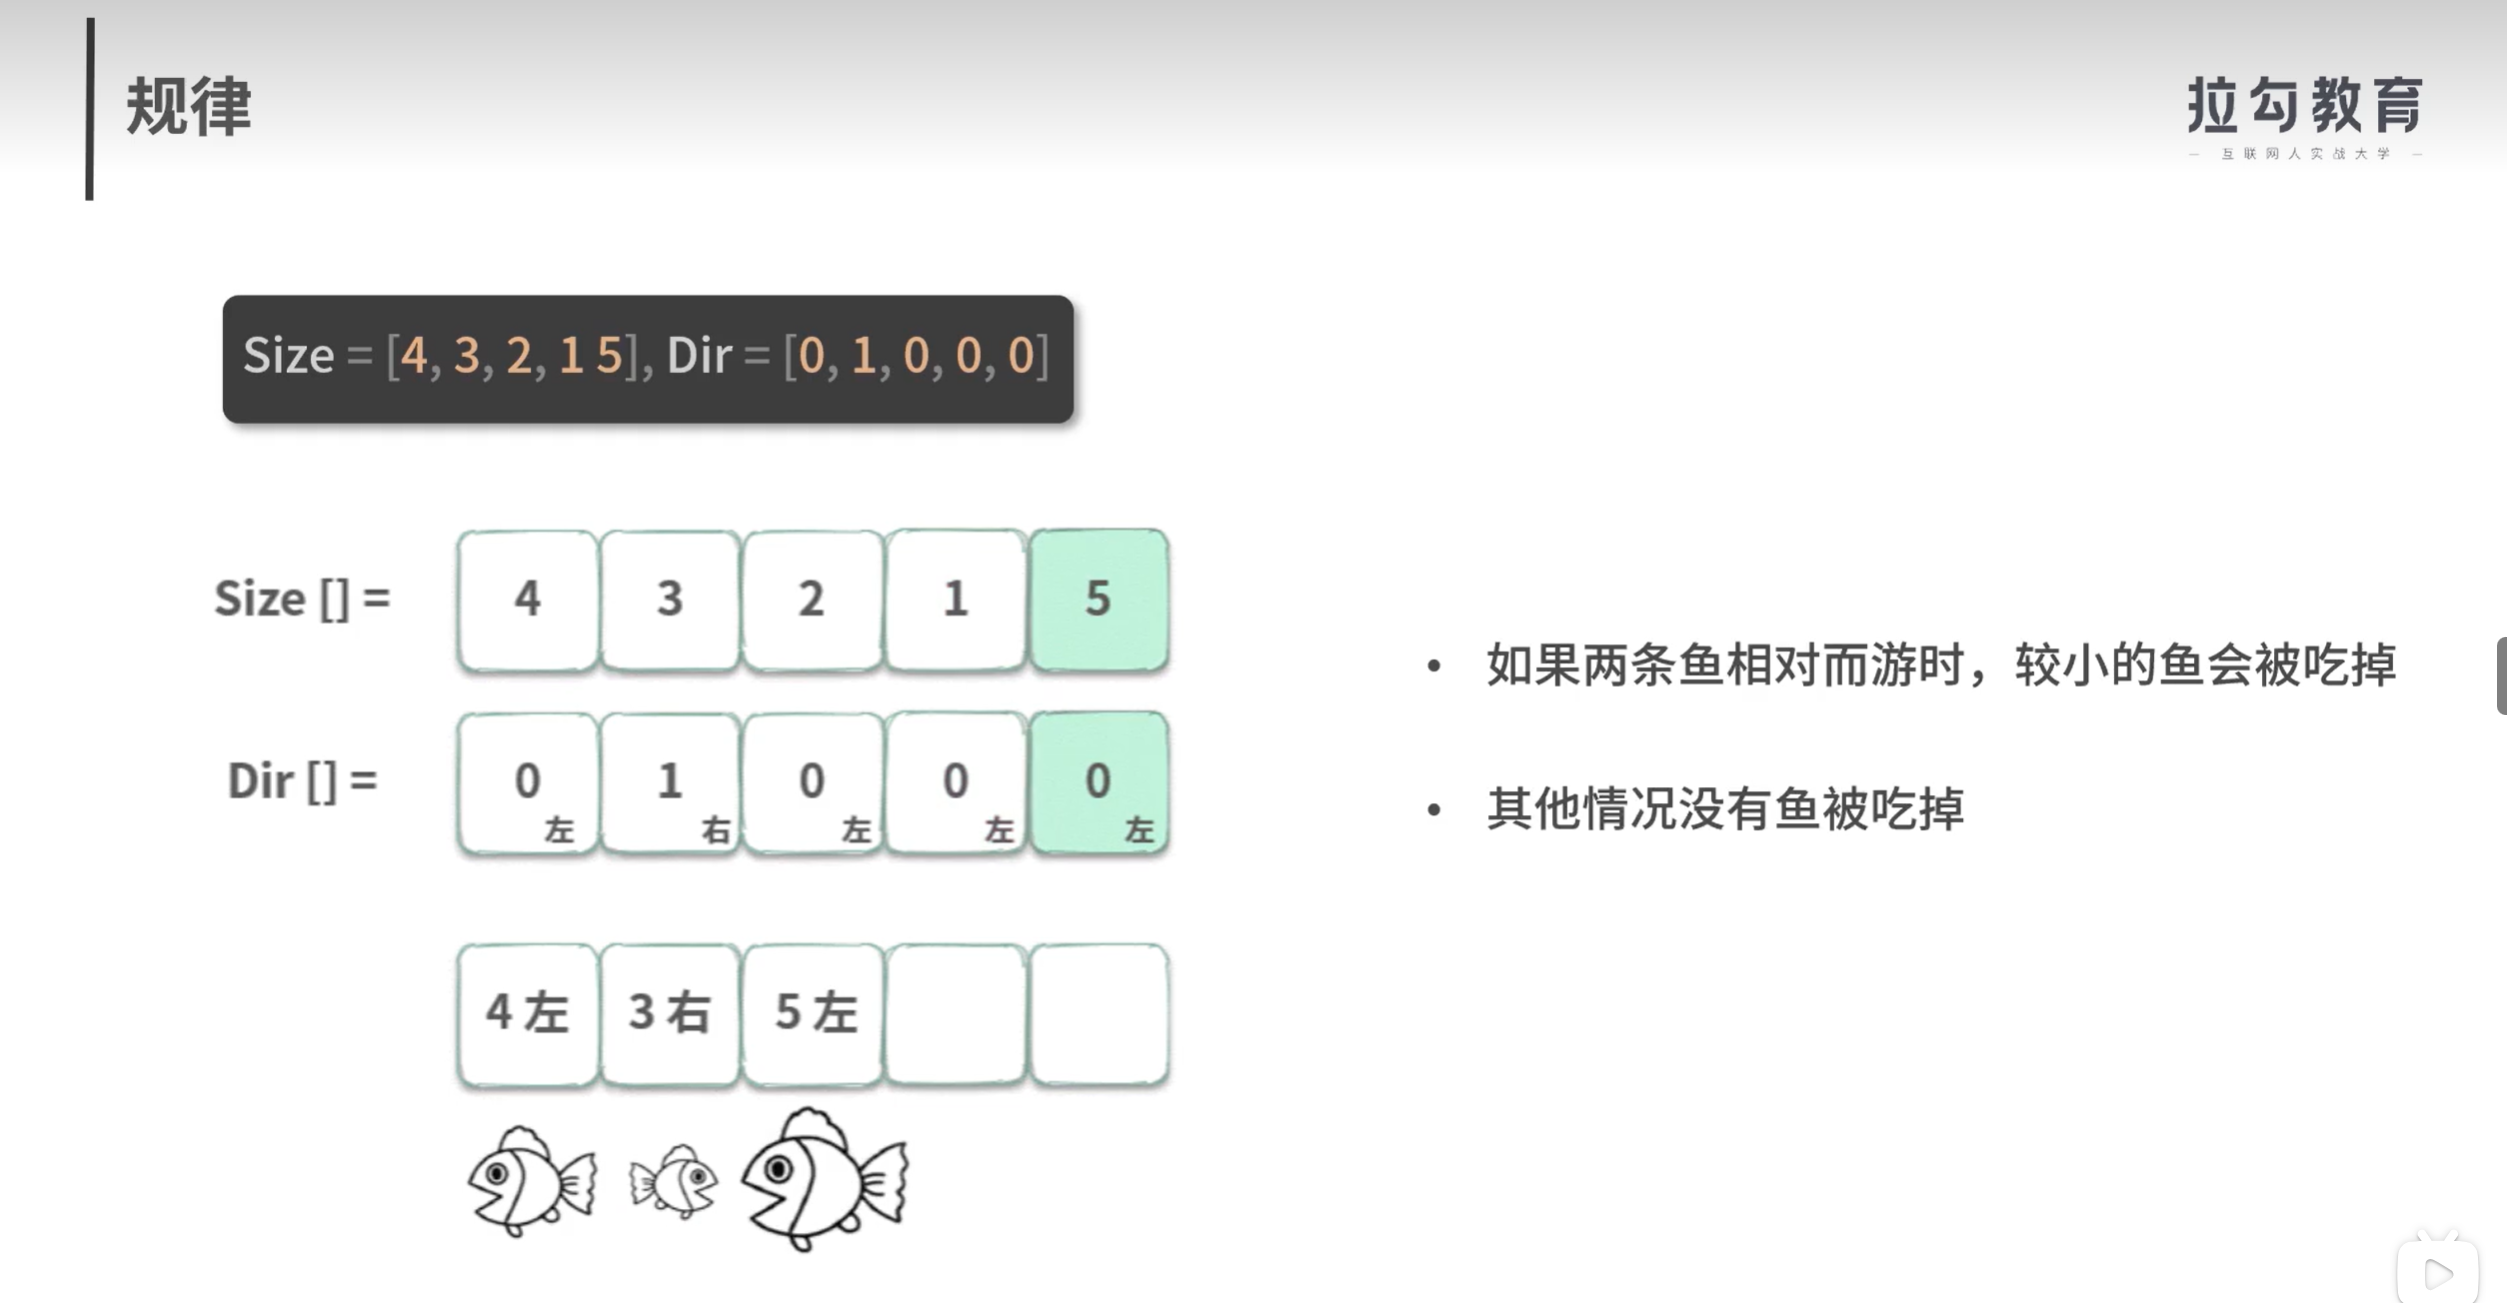 规律
拉勾教育
— 互联网人实战大学 —
Size = [4, 3, 2, 1 5], Dir = [0, 1, 0, 0, 0]
Size [] = 4 3 2 1 5
Dir [] = 0左 1右 0左 0左 0左
4左 3右 5左
• 如果两条鱼相对而游时，较小的鱼会被吃掉
• 其他情况没有鱼被吃掉